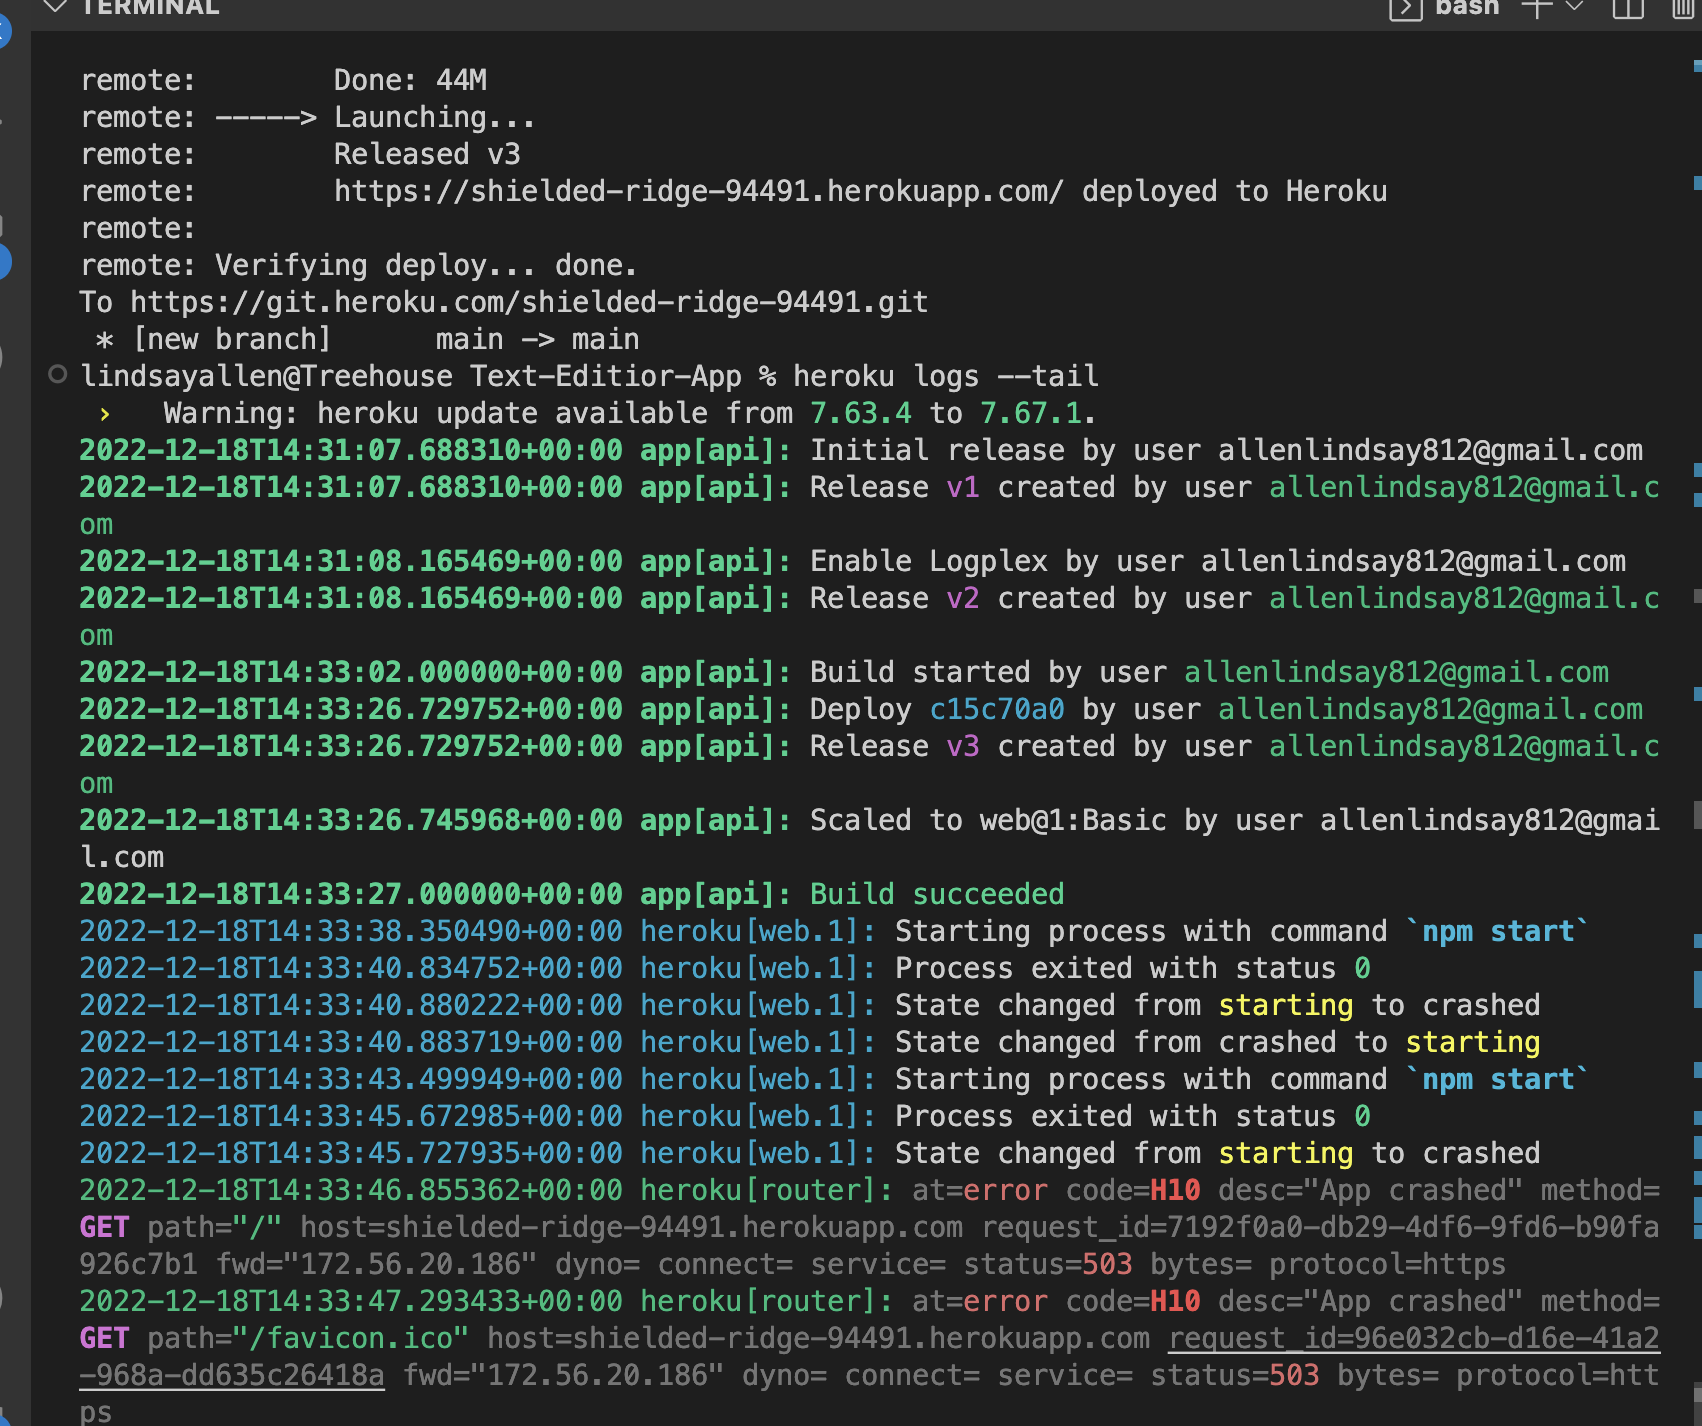 TERMINAL
bash
remote:        Done: 44M
remote: -----> Launching...
remote:        Released v3
remote:        https://shielded-ridge-94491.herokuapp.com/ deployed to Heroku
remote:
remote: Verifying deploy... done.
To https://git.heroku.com/shielded-ridge-94491.git
 * [new branch]      main -> main
lindsayallen@Treehouse Text-Editior-App % heroku logs --tail
 ›   Warning: heroku update available from 7.63.4 to 7.67.1.
2022-12-18T14:31:07.688310+00:00 app[api]: Initial release by user allenlindsay812@gmail.com
2022-12-18T14:31:07.688310+00:00 app[api]: Release v1 created by user allenlindsay812@gmail.c
om
2022-12-18T14:31:08.165469+00:00 app[api]: Enable Logplex by user allenlindsay812@gmail.com
2022-12-18T14:31:08.165469+00:00 app[api]: Release v2 created by user allenlindsay812@gmail.c
om
2022-12-18T14:33:02.000000+00:00 app[api]: Build started by user allenlindsay812@gmail.com
2022-12-18T14:33:26.729752+00:00 app[api]: Deploy c15c70a0 by user allenlindsay812@gmail.com
2022-12-18T14:33:26.729752+00:00 app[api]: Release v3 created by user allenlindsay812@gmail.c
om
2022-12-18T14:33:26.745968+00:00 app[api]: Scaled to web@1:Basic by user allenlindsay812@gmai
l.com
2022-12-18T14:33:27.000000+00:00 app[api]: Build succeeded
2022-12-18T14:33:38.350490+00:00 heroku[web.1]: Starting process with command `npm start`
2022-12-18T14:33:40.834752+00:00 heroku[web.1]: Process exited with status 0
2022-12-18T14:33:40.880222+00:00 heroku[web.1]: State changed from starting to crashed
2022-12-18T14:33:40.883719+00:00 heroku[web.1]: State changed from crashed to starting
2022-12-18T14:33:43.499949+00:00 heroku[web.1]: Starting process with command `npm start`
2022-12-18T14:33:45.672985+00:00 heroku[web.1]: Process exited with status 0
2022-12-18T14:33:45.727935+00:00 heroku[web.1]: State changed from starting to crashed
2022-12-18T14:33:46.855362+00:00 heroku[router]: at=error code=H10 desc="App crashed" method=
GET path="/" host=shielded-ridge-94491.herokuapp.com request_id=7192f0a0-db29-4df6-9fd6-b90fa
926c7b1 fwd="172.56.20.186" dyno= connect= service= status=503 bytes= protocol=https
2022-12-18T14:33:47.293433+00:00 heroku[router]: at=error code=H10 desc="App crashed" method=
GET path="/favicon.ico" host=shielded-ridge-94491.herokuapp.com request_id=96e032cb-d16e-41a2
-968a-dd635c26418a fwd="172.56.20.186" dyno= connect= service= status=503 bytes= protocol=htt
ps